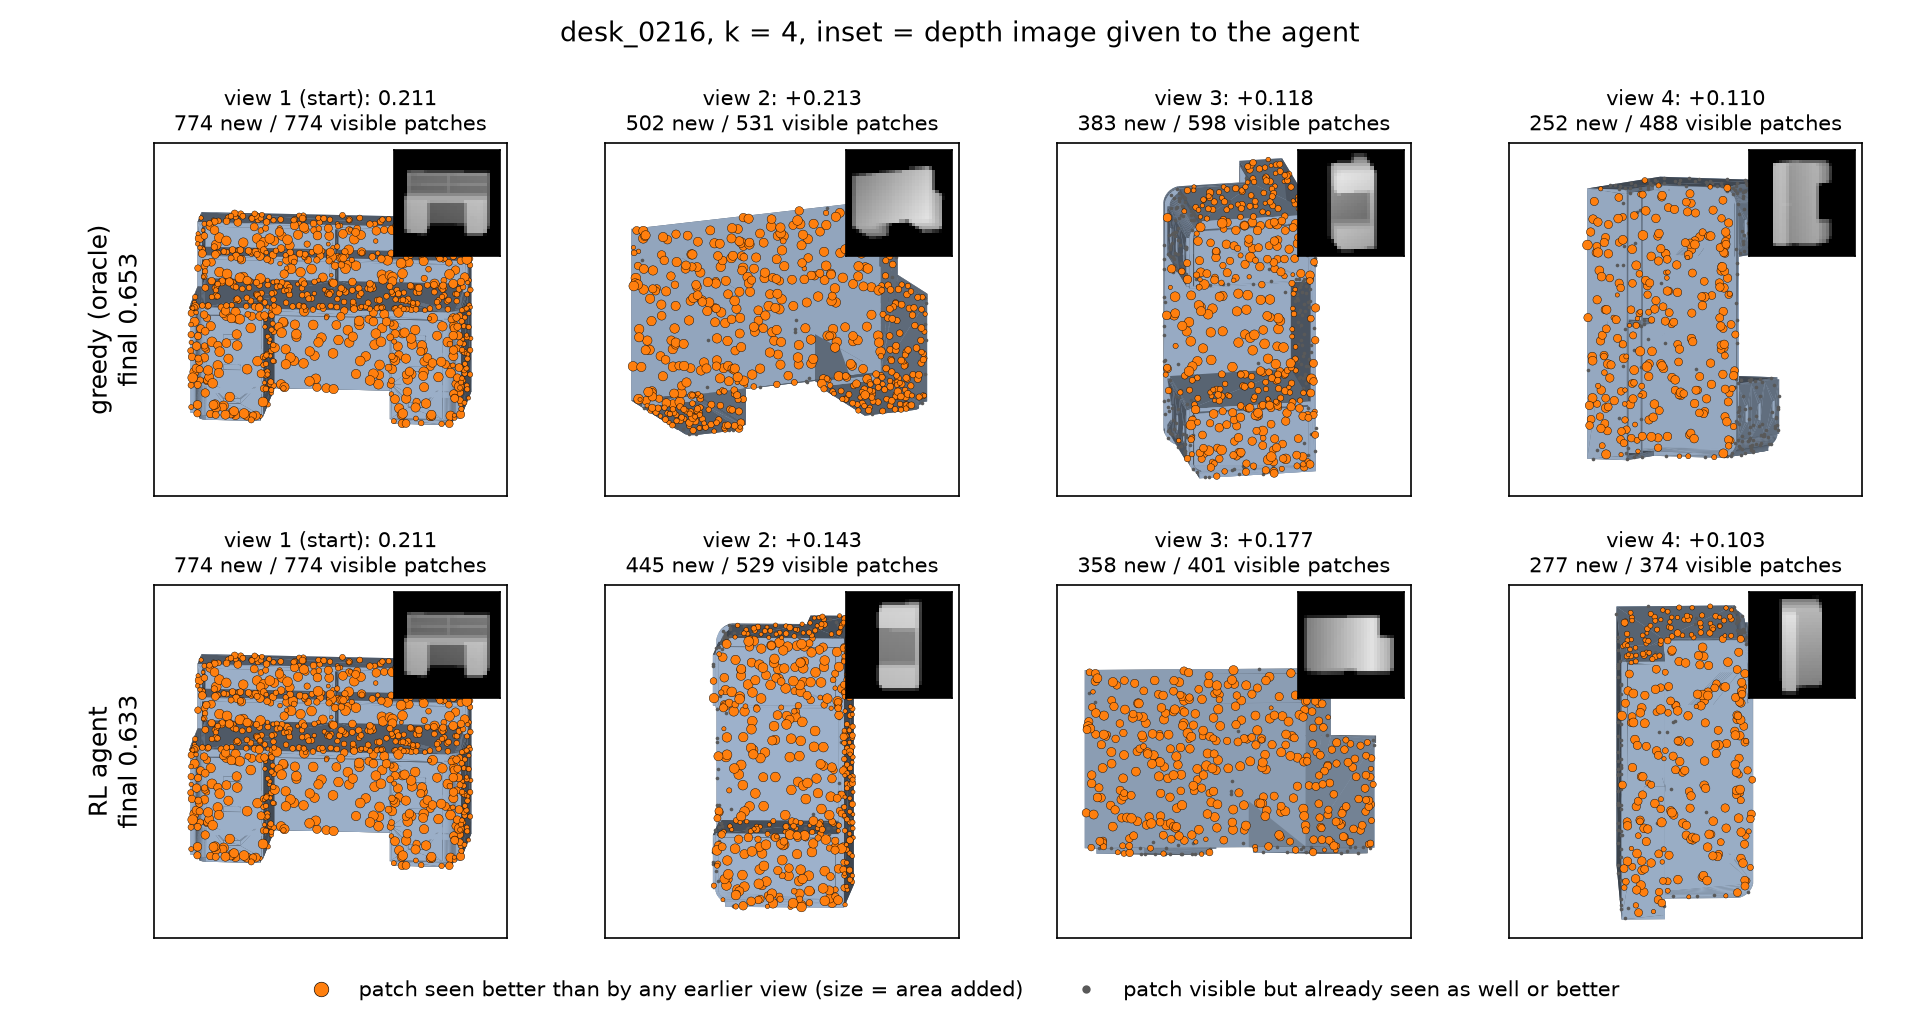 desk_0216, k = 4, inset = depth image given to the agent
view 1 (start): 0.211
774 new / 774 visible patches
view 2: +0.213
502 new / 531 visible patches
view 3: +0.118
383 new / 598 visible patches
view 4: +0.110
252 new / 488 visible patches
greedy (oracle)
final 0.653
view 1 (start): 0.211
774 new / 774 visible patches
view 2: +0.143
445 new / 529 visible patches
view 3: +0.177
358 new / 401 visible patches
view 4: +0.103
277 new / 374 visible patches
RL agent
final 0.633
patch seen better than by any earlier view (size = area added)
patch visible but already seen as well or better